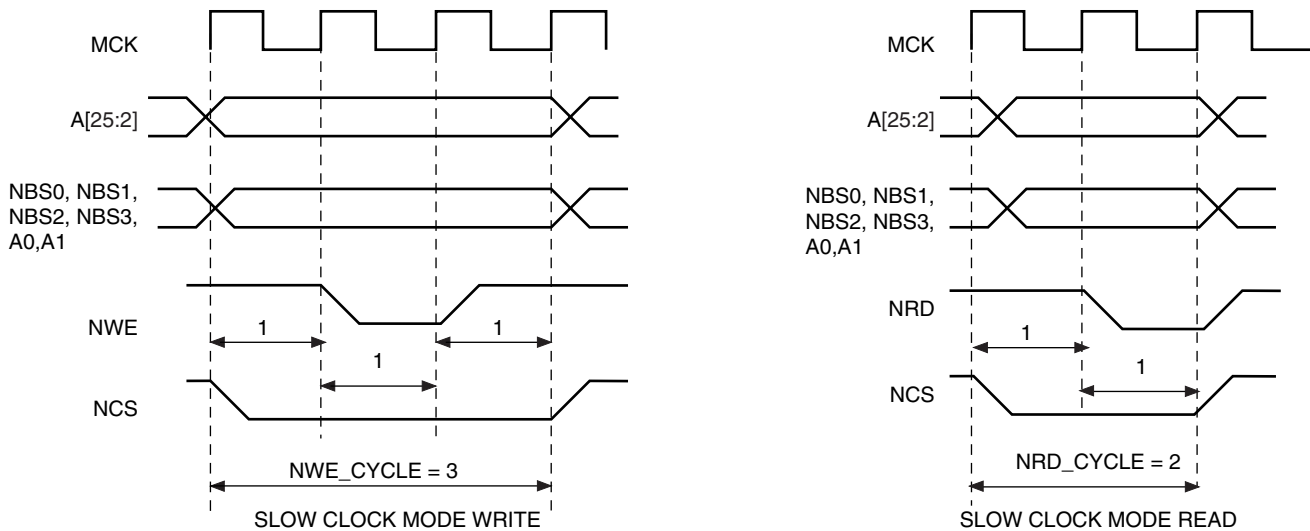 MCK
A[25:2]
NBS0, NBS1,
NBS2, NBS3,
A0,A1
NWE
1
1
1
NCS
NWE_CYCLE = 3
SLOW CLOCK MODE WRITE
MCK
A[25:2]
NBS0, NBS1,
NBS2, NBS3,
A0,A1
NRD
1
1
NCS
NRD_CYCLE = 2
SLOW CLOCK MODE READ